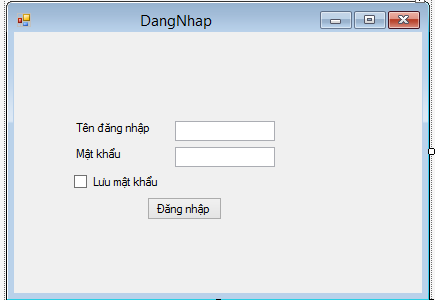 DangNhap
Tên đăng nhập
Mật khẩu
Lưu mật khẩu
Đăng nhập